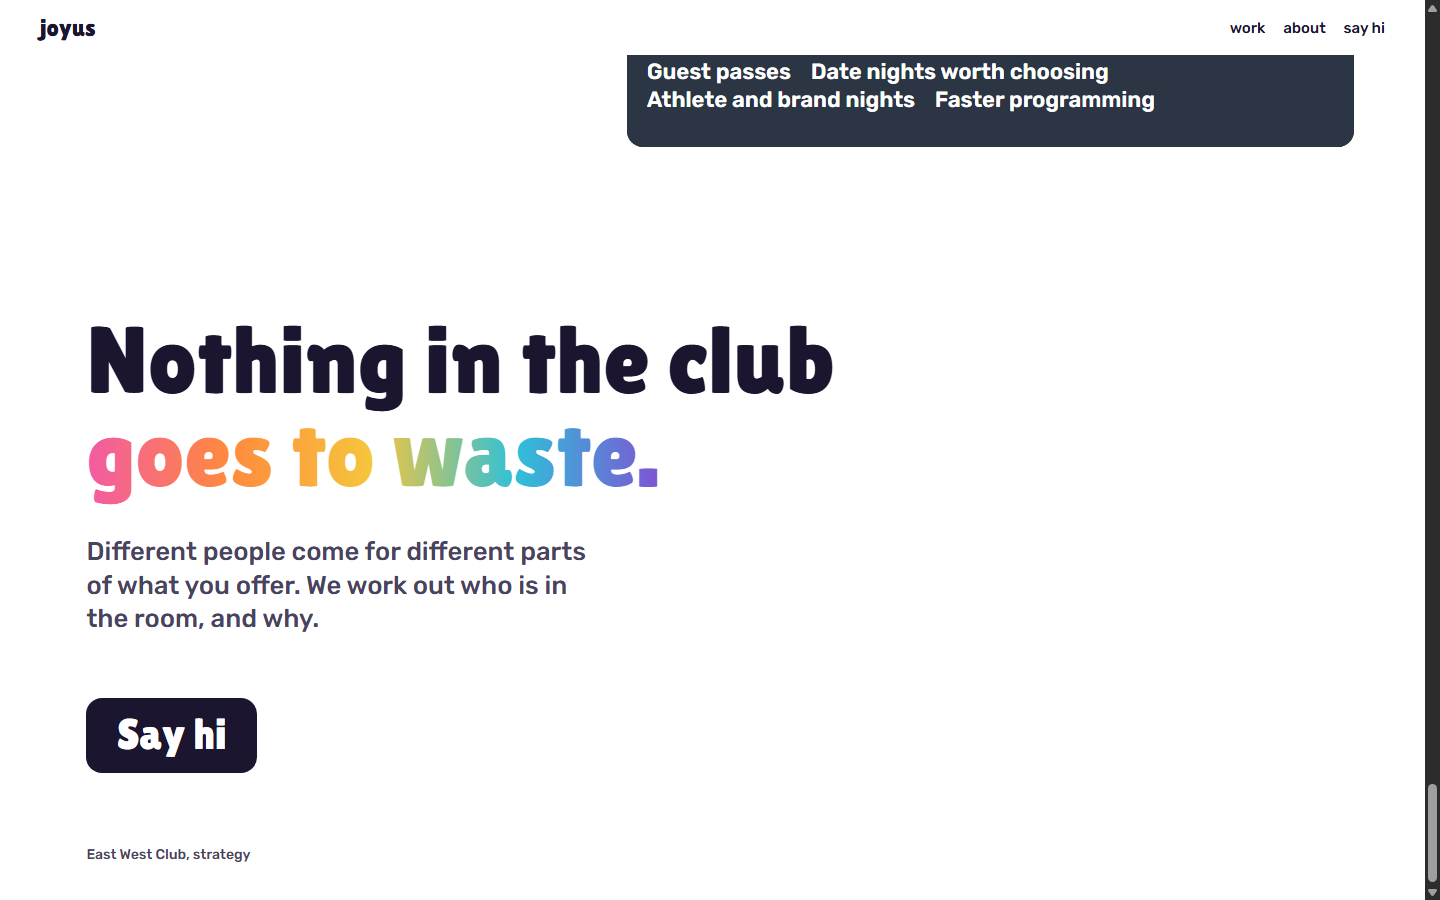 joyus
work about say hi
Guest passes Date nights worth choosing
Athlete and brand nights Faster programming
Nothing in the club
goes to waste.
Different people come for different parts
of what you offer. We work out who is in
the room, and why.
Say hi
East West Club, strategy